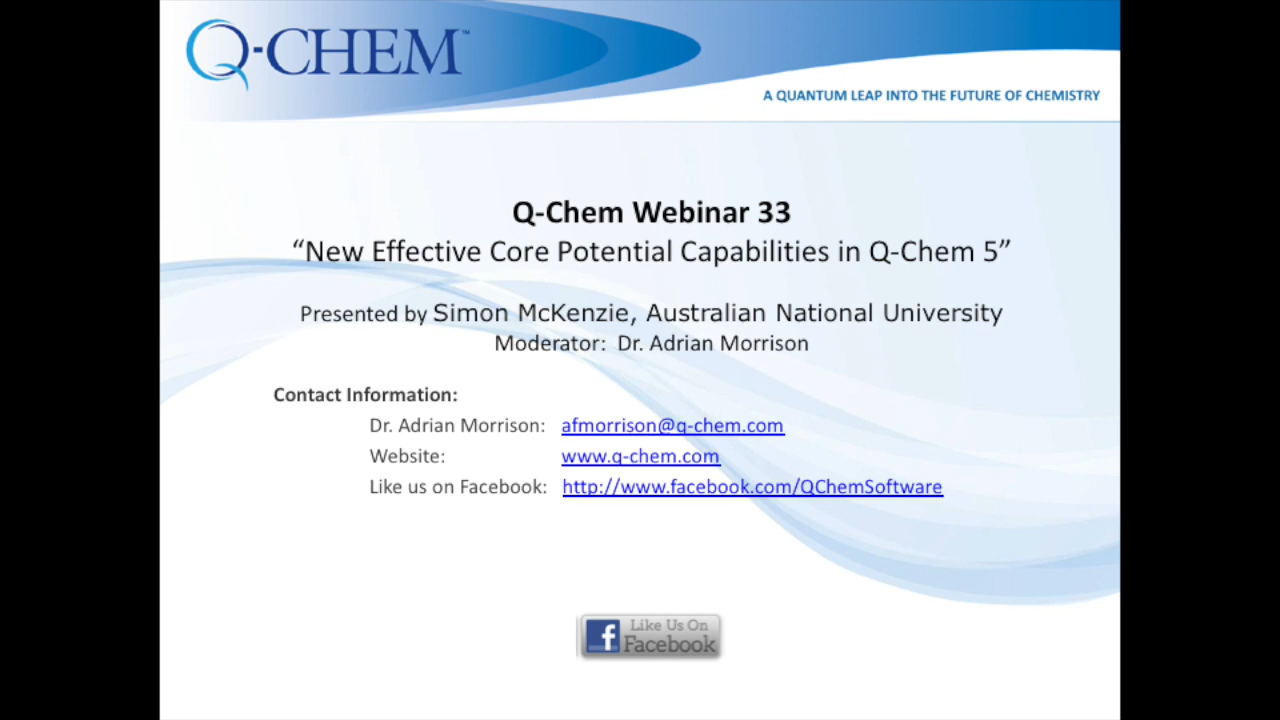 Q-CHEM™
A QUANTUM LEAP INTO THE FUTURE OF CHEMISTRY
Q-Chem Webinar 33
“New Effective Core Potential Capabilities in Q-Chem 5”
Presented by Simon McKenzie, Australian National University
Moderator: Dr. Adrian Morrison
Contact Information:
Dr. Adrian Morrison: afmorrison@q-chem.com
Website: www.q-chem.com
Like us on Facebook: http://www.facebook.com/QChemSoftware
f Like Us On
Facebook